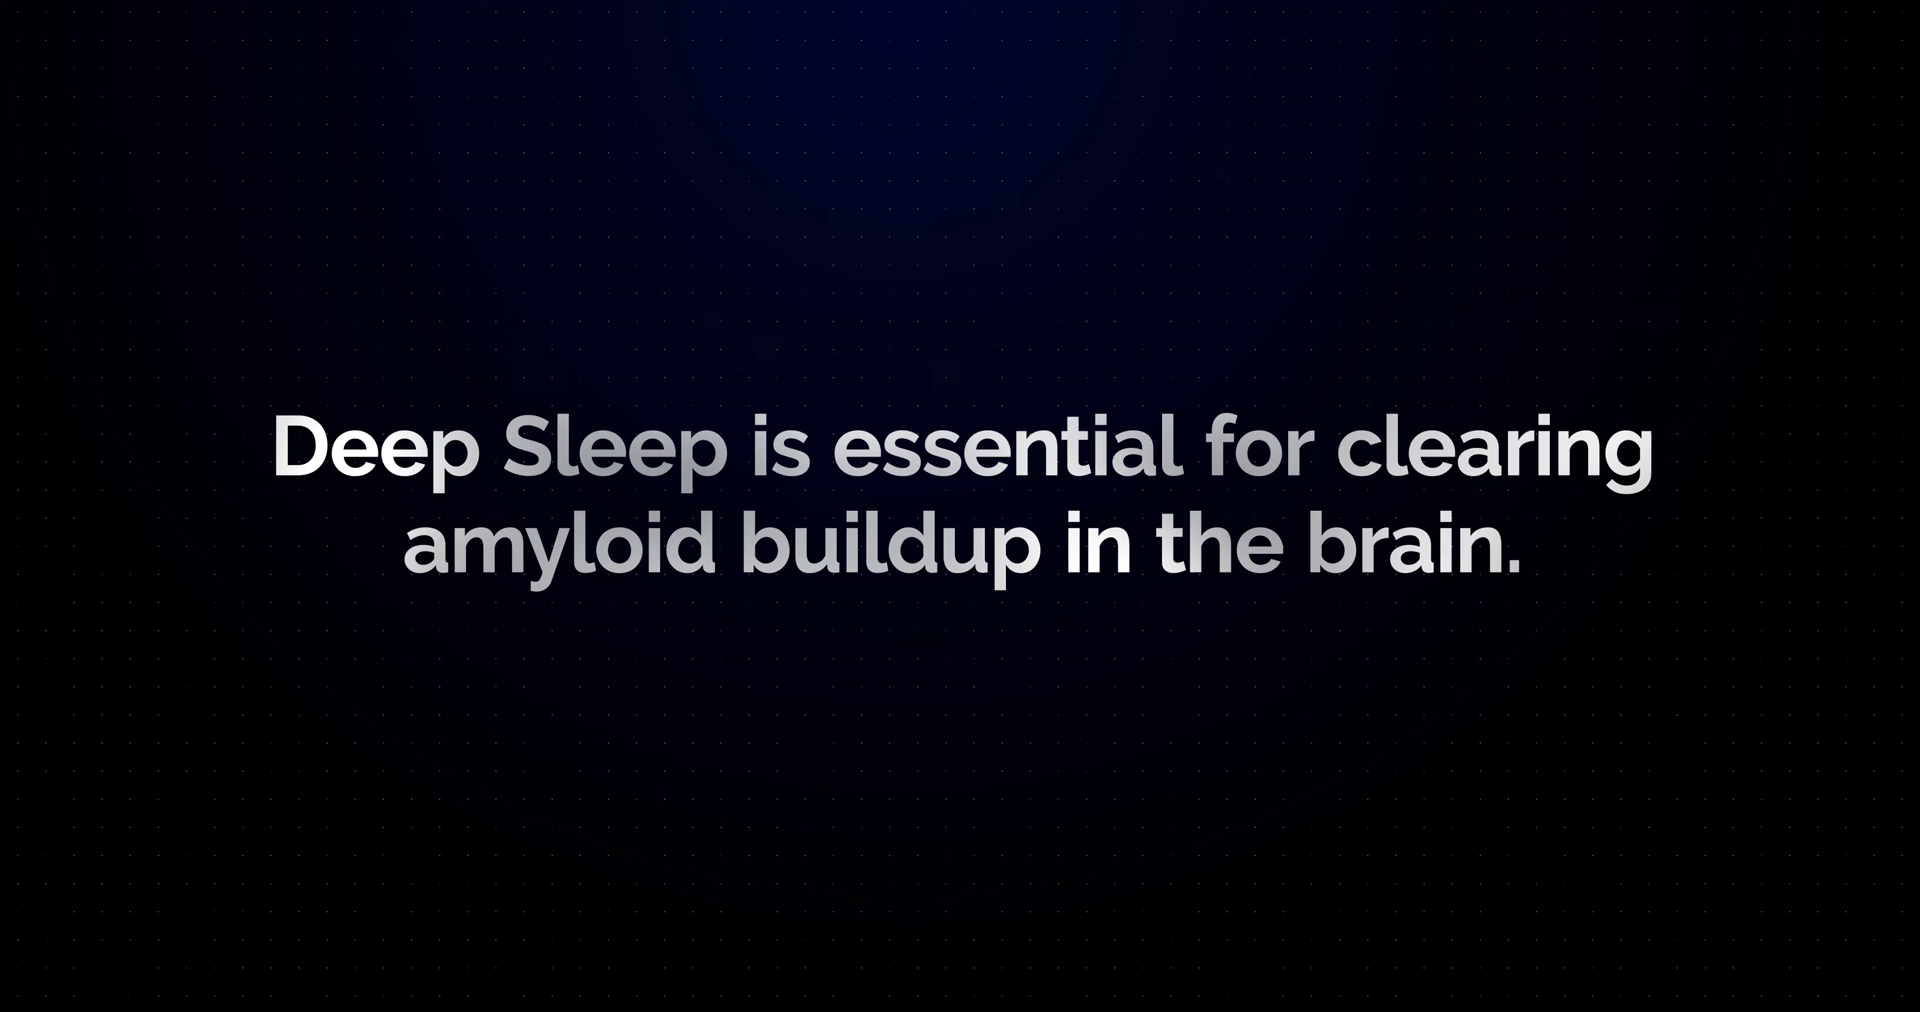 Deep Sleep is essential for clearing
amyloid buildup in the brain.